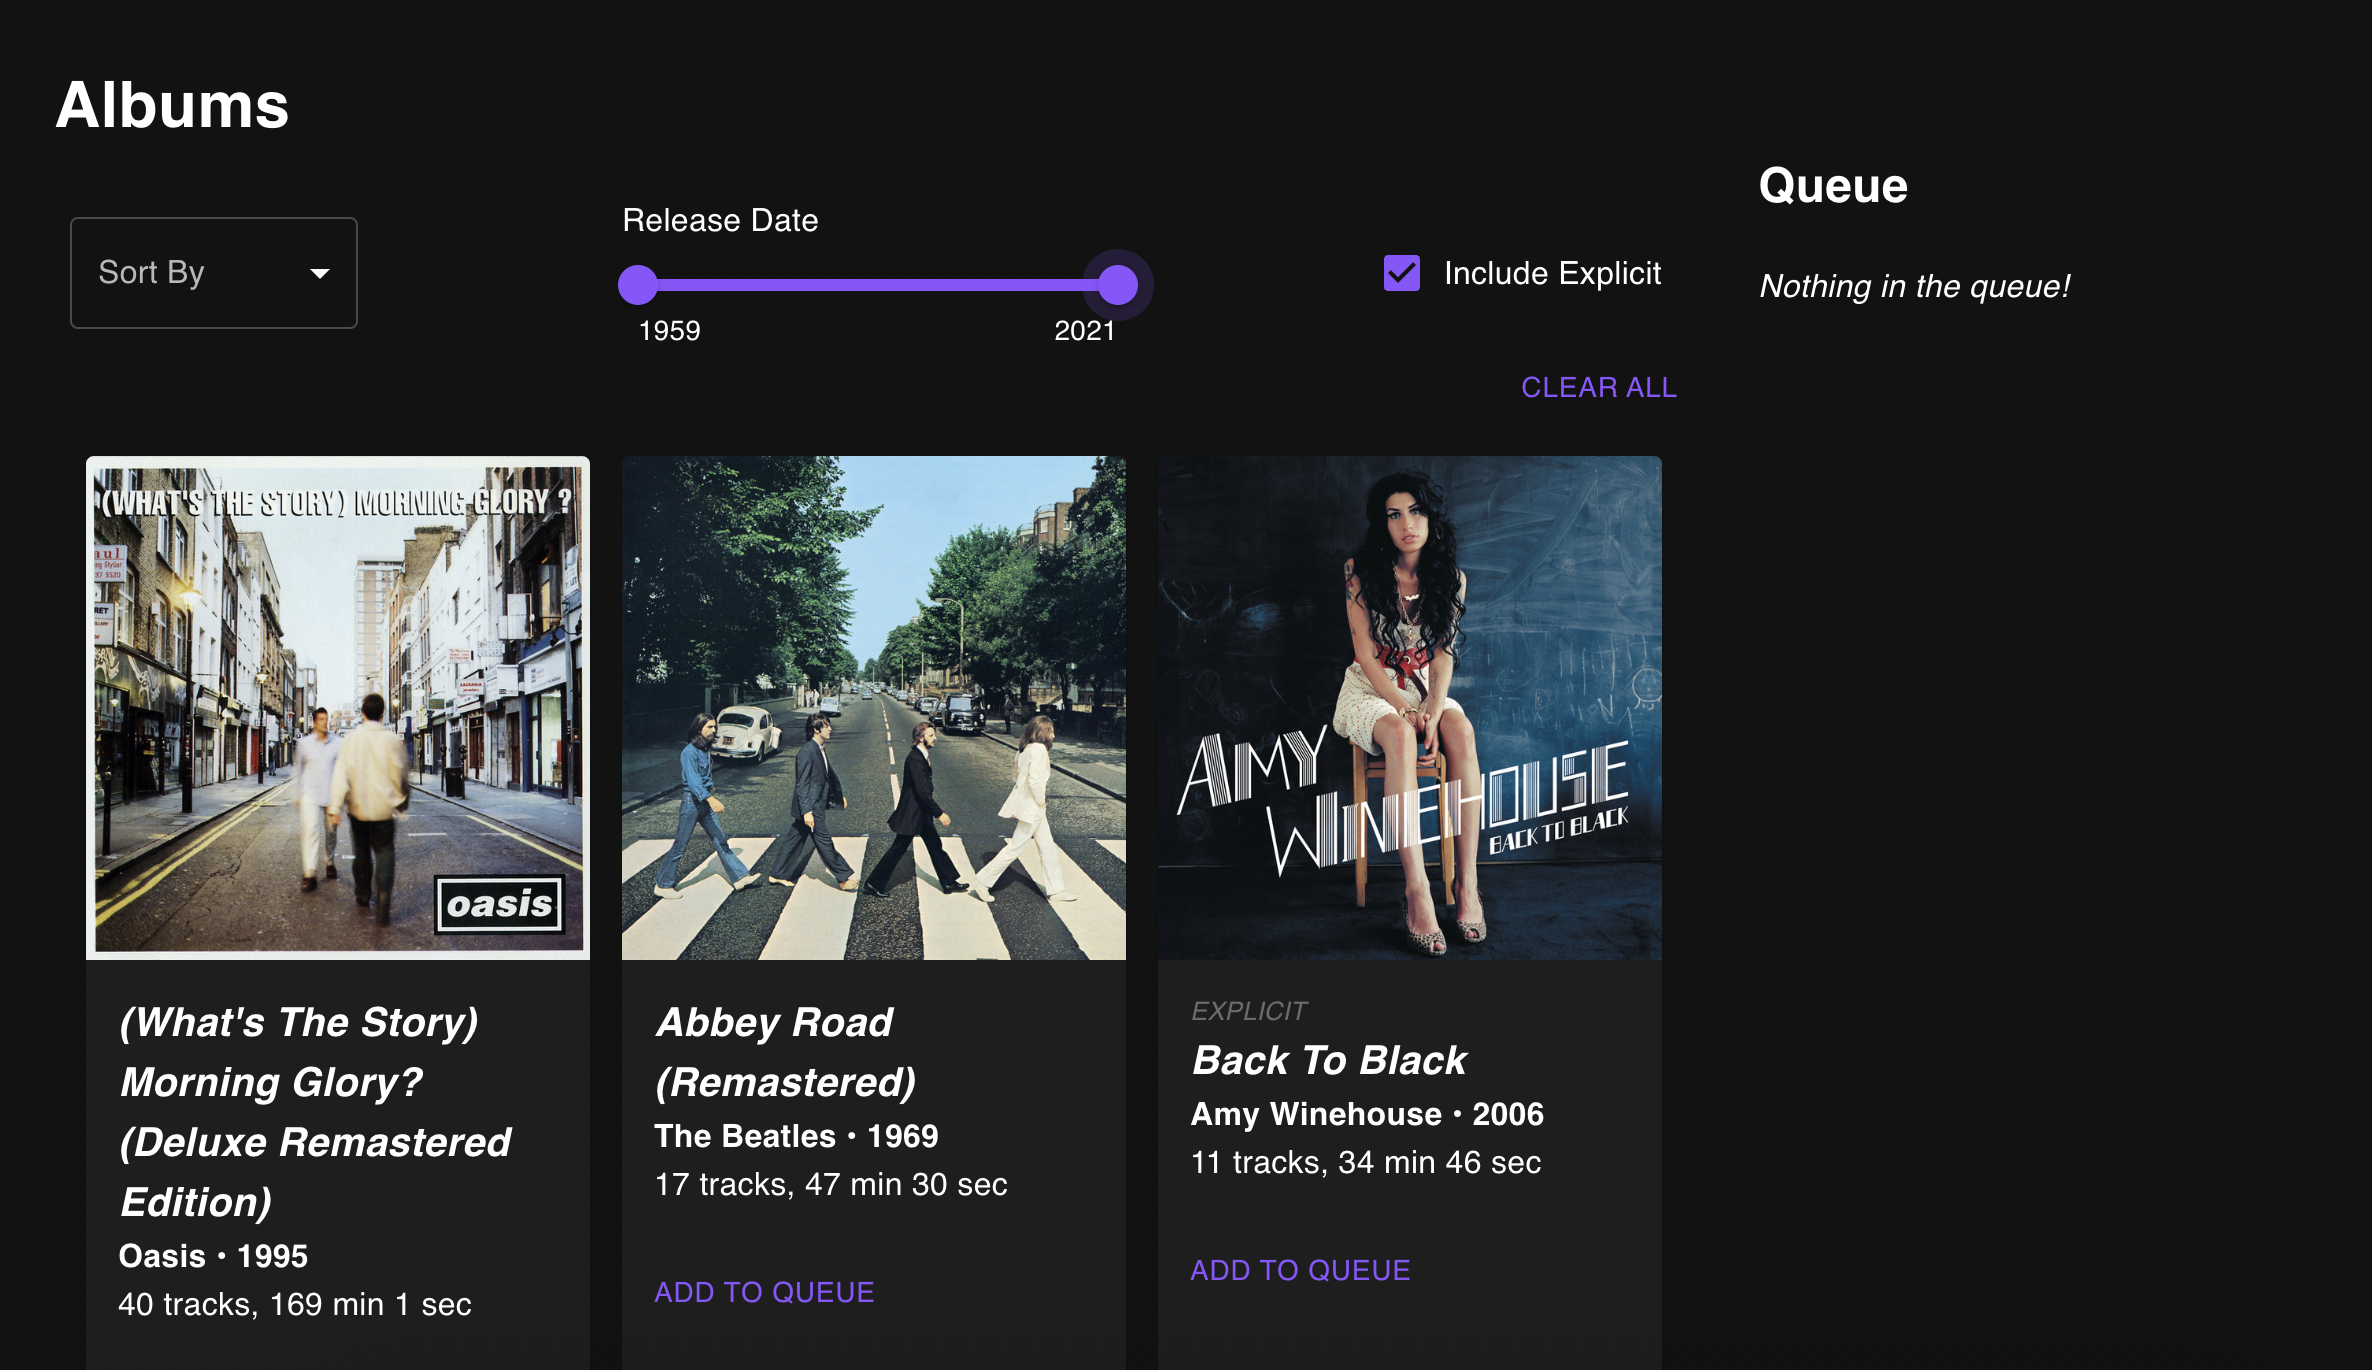 Albums
Sort By
Release Date
1959
2021
Include Explicit
CLEAR ALL
Queue
Nothing in the queue!
(WHAT'S THE STORY) MORNING GLORY ?
oasis
(What's The Story)
Morning Glory?
(Deluxe Remastered
Edition)
Oasis • 1995
40 tracks, 169 min 1 sec
Abbey Road
(Remastered)
The Beatles • 1969
17 tracks, 47 min 30 sec
ADD TO QUEUE
AMY
WINEHOUSE
BACK TO BLACK
EXPLICIT
Back To Black
Amy Winehouse • 2006
11 tracks, 34 min 46 sec
ADD TO QUEUE